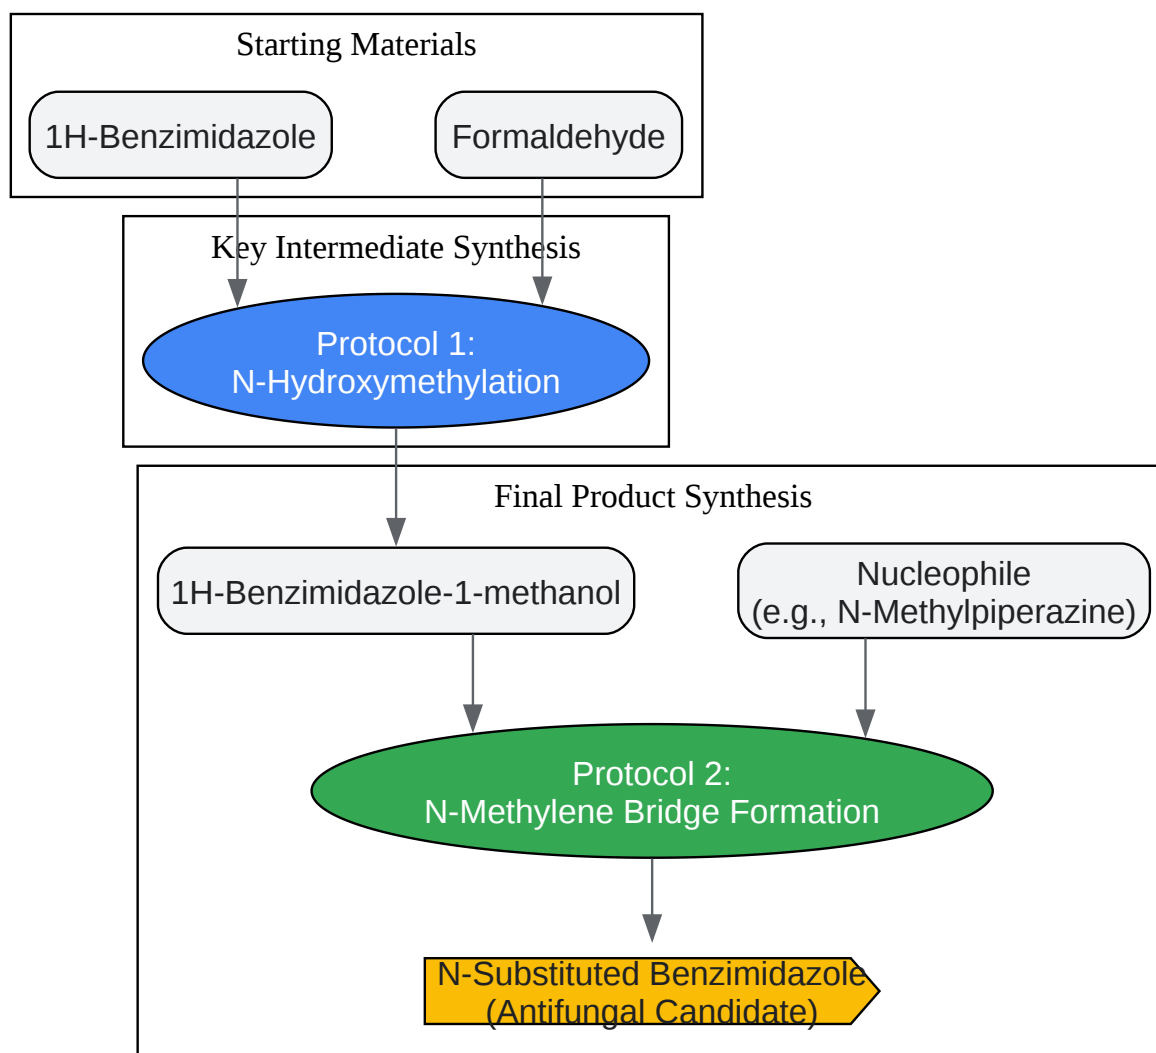 Starting Materials
1H-Benzimidazole
Formaldehyde
Key Intermediate Synthesis
Protocol 1:
N-Hydroxymethylation
Final Product Synthesis
1H-Benzimidazole-1-methanol
Nucleophile
(e.g., N-Methylpiperazine)
Protocol 2:
N-Methylene Bridge Formation
N-Substituted Benzimidazole
(Antifungal Candidate)